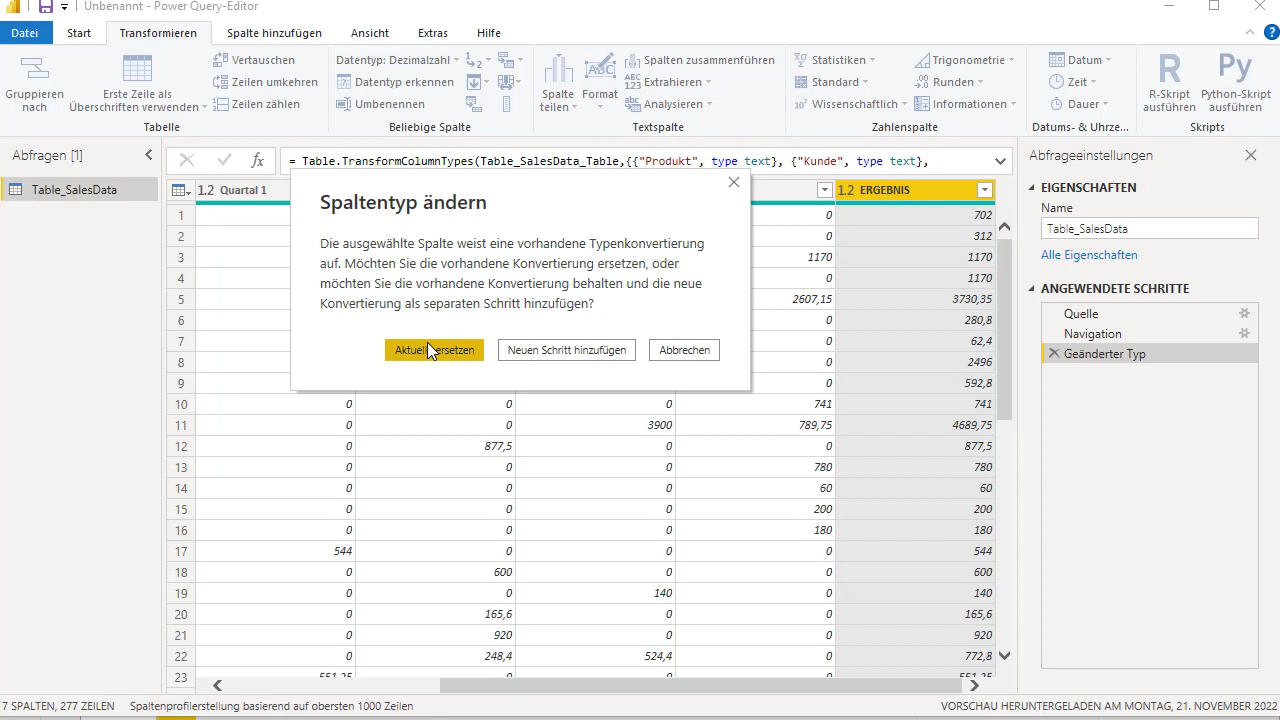 Unbenannt - Power Query-Editor
Datei Start Transformieren Spalte hinzufügen Ansicht Extras Hilfe ?
Gruppieren nach
Erste Zeile als Überschriften verwenden
Vertauschen
Zeilen umkehren
Zeilen zählen
Tabelle
Datentyp: Dezimalzahl
Datentyp erkennen
Umbenennen
Beliebige Spalte
Spalte teilen
Format
Spalten zusammenführen
Extrahieren
Analysieren
Textspalte
Statistiken
Standard
Wissenschaftlich
Trigonometrie
Runden
Informationen
Zahlenspalte
Datum
Zeit
Dauer
Datums- & Uhrze...
R-Skript ausführen
Python-Skript ausführen
Skripts
Abfragen [1]
Table_SalesData
= Table.TransformColumnTypes(Table_SalesData_Table,{{"Produkt", type text}, {"Kunde", type text},
1.2 Quartal 1 1.2 ERGEBNIS
1 0 702
2 0 312
3 1170 1170
4 0 1170
5 2607,15 3730,35
6 0 280,8
7 0 62,4
8 0 2496
9 0 592,8
10 0 0 0 741 741
11 0 0 3900 789,75 4689,75
12 0 877,5 0 0 877,5
13 0 0 0 780 780
14 0 0 0 60 60
15 0 0 0 200 200
16 0 0 0 180 180
17 544 0 0 0 544
18 0 600 0 0 600
19 0 0 140 0 140
20 0 165,6 0 0 165,6
21 0 920 0 0 920
22 0 248,4 524,4 0 772,8
23 551,25 0 0 0 551,25
Spaltentyp ändern
Die ausgewählte Spalte weist eine vorhandene Typenkonvertierung
auf. Möchten Sie die vorhandene Konvertierung ersetzen, oder
möchten Sie die vorhandene Konvertierung behalten und die neue
Konvertierung als separaten Schritt hinzufügen?
Neuen Schritt hinzufügen Abbrechen
Abfrageeinstellungen
EIGENSCHAFTEN
Name
Table_SalesData
Alle Eigenschaften
ANGEWENDETE SCHRITTE
Quelle
Navigation
Geänderter Typ
7 SPALTEN, 277 ZEILEN Spaltenprofilerstellung basierend auf obersten 1000 Zeilen VORSCHAU HERUNTERGELADEN AM MONTAG, 21. NOVEMBER 2022